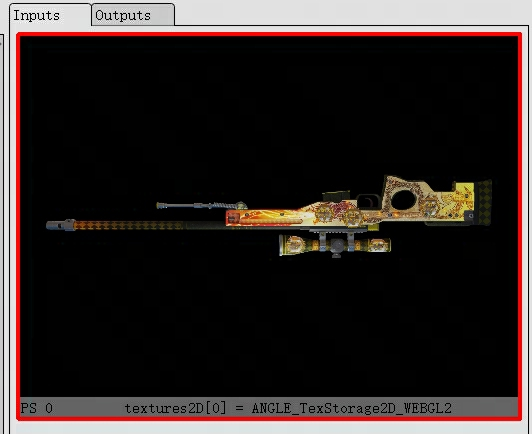 Inputs
Outputs
PS 0
textures2D[0] = ANGLE_TexStorage2D_WEBGL2